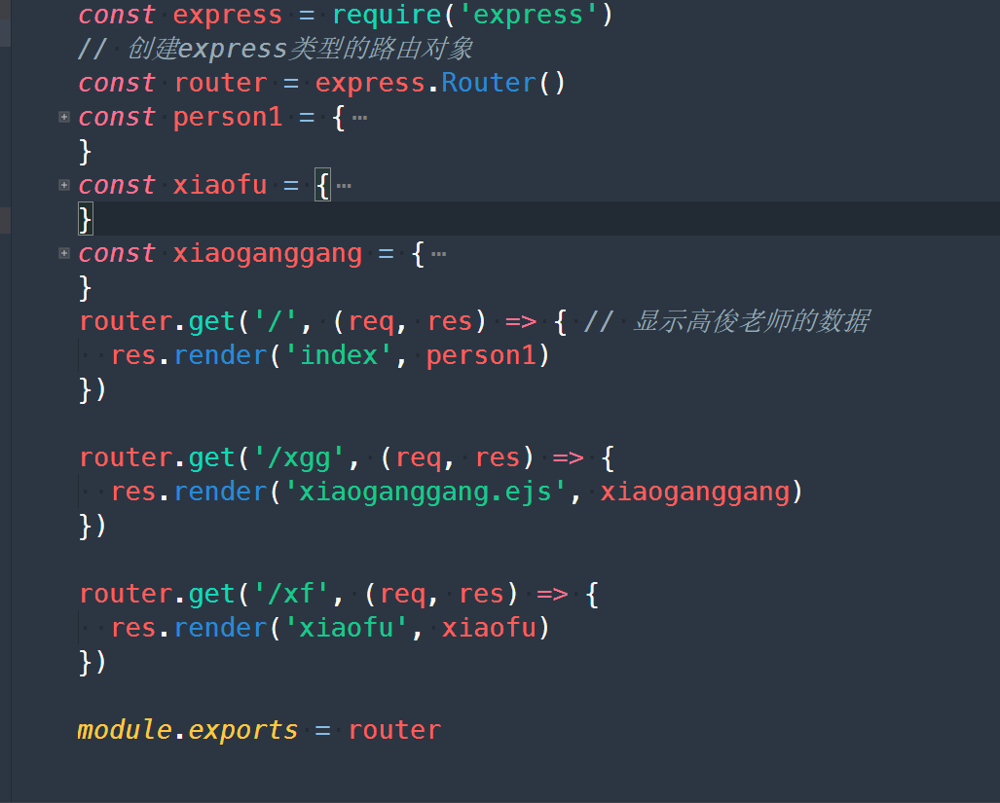 const express = require('express')
// 创建express类型的路由对象
const router = express.Router()
const person1 = {…
}
const xiaofu = {…
}
const xiaoganggang = {…
}
router.get('/', (req, res) => { // 显示高俊老师的数据
  res.render('index', person1)
})
router.get('/xgg', (req, res) => {
  res.render('xiaoganggang.ejs', xiaoganggang)
})
router.get('/xf', (req, res) => {
  res.render('xiaofu', xiaofu)
})
module.exports = router